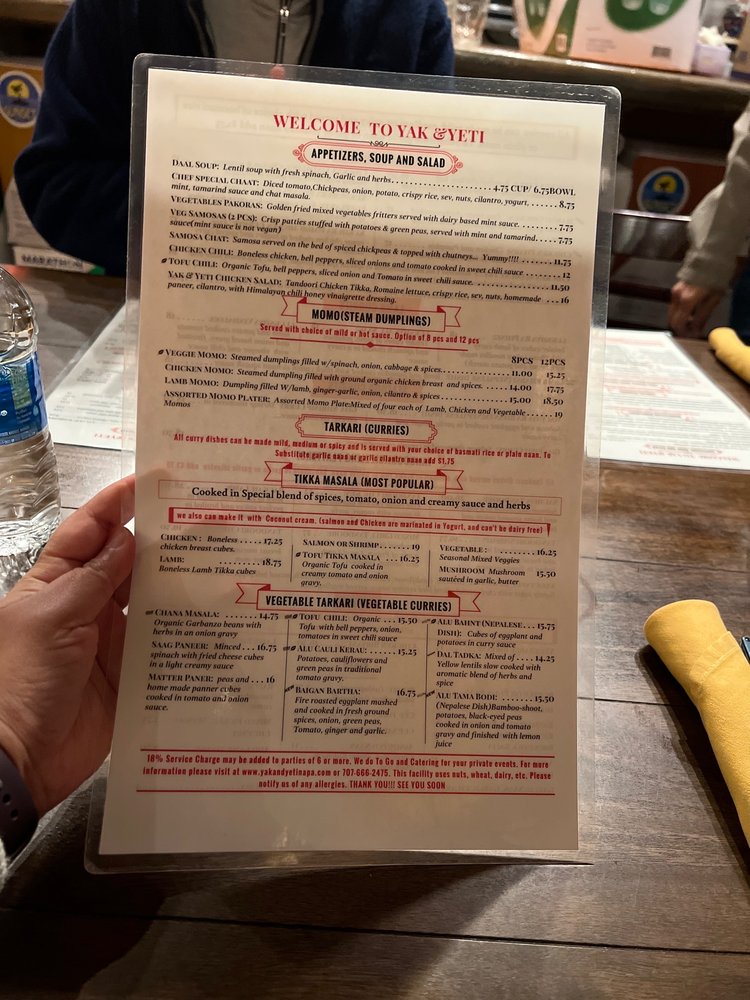 WELCOME TO YAK &YETI
APPETIZERS, SOUP AND SALAD
DAAL SOUP: Lentil soup with fresh spinach, Garlic and herbs. . . . . . . . . . . . . . . . . . . . . . . 4.75 CUP/ 6.75BOWL
CHEF SPECIAL CHAAT: Diced tomato,Chickpeas, onion, potato, crispy rice, sev, nuts, cilantro, yogurt. . . . . . . 8.75
mint, tamarind sauce and chat masala.
VEGETABLES PAKORAS: Golden fried mixed vegetables fritters served with dairy based mint sauce. . . . . . . . . 7.75
VEG SAMOSAS (2 PCS): Crisp patties stuffed with potatoes & green peas, served with mint and tamarind. . . . . 7.75
sauce(mint sauce is not vegan)
SAMOSA CHAT: Samosa served on the bed of spiced chickpeas & topped with chutneys... Yummy!!!! . . . . . . . 11.75
CHICKEN CHILI: Boneless chicken, bell peppers, sliced onions and tomato cooked in sweet chili sauce . . . . . . . . 12
TOFU CHILI: Organic Tofu, bell peppers, sliced onion and Tomato in sweet chili sauce. . . . . . . . . . . . . . 11.50
YAK & YETI CHICKEN SALAD: Tandoori Chicken Tikka, Romaine lettuce, crispy rice, sev, nuts, homemade . . . 16
paneer, cilantro, with Himalayan chili honey vinaigrette dressing.
MOMO(STEAM DUMPLINGS)
Served with choice of mild or hot sauce. Option of 8 pcs and 12 pcs
8PCS 12PCS
VEGGIE MOMO: Steamed dumplings filled w/spinach, onion, cabbage & spices. . . . . . . . . . . . . . 11.00 15.25
CHICKEN MOMO: Steamed dumpling filled with ground organic chicken breast and spices. . . . . . . 14.00 17.75
LAMB MOMO: Dumpling filled W/lamb, ginger-garlic, onion, cilantro & spices . . . . . . . . . . . . . . 15.00 18.50
ASSORTED MOMO PLATER: Assorted Momo Plate:Mixed of four each of Lamb, Chicken and Vegetable . . . . . 19
Momos
TARKARI (CURRIES)
All curry dishes can be made mild, medium or spicy and is served with your choice of basmati rice or plain naan. To
Substitute garlic naan or garlic cilantro naan add $1.75
TIKKA MASALA (MOST POPULAR)
Cooked in Special blend of spices, tomato, onion and creamy sauce and herbs
we also can make it with Coconut cream. (salmon and Chicken are marinated in Yogurt, and can't be dairy free)
CHICKEN: Boneless . . . . . 17.25
chicken breast cubes.
LAMB: . . . . . . . . 18.75
Boneless Lamb Tikka cubes
SALMON OR SHRIMP. . . . . . . . 19
TOFU TIKKA MASALA . . . . 16.25
Organic Tofu cooked in
creamy tomato and onion
gravy.
VEGETABLE : . . . . . . . . . 16.25
Seasonal Mixed Veggies
MUSHROOM Mushroom 15.50
sautéed in garlic, butter
VEGETABLE TARKARI (VEGETABLE CURRIES)
CHANA MASALA: . . . . . . . 14.75
Organic Garbanzo beans with
herbs in an onion gravy
SAAG PANEER: Minced . . . 16.75
spinach with fried cheese cubes
in a light creamy sauce
MATTER PANER: peas and . . . 16
home made panner cubes
cooked in tomato and onion
sauce.
TOFU CHILI: Organic . . . 15.50
Tofu with bell peppers, onion,
tomatoes in sweet chili sauce
ALU CAULI KERAU: . . . . . 15.25
Potatoes, cauliflowers and
green peas in traditional
tomato gravy.
BAIGAN BARTHA: 16.75
Fire roasted eggplant mashed
and cooked in fresh ground
spices, onion, green peas,
Tomato, ginger and garlic.
ALU BAHNT (NEPALESE . . . 15.75
DISH): Cubes of eggplant and
potatoes in curry sauce
DAL TADKA: Mixed of . . . . 14.25
Yellow lentils slow cooked with
aromatic blend of herbs and
spice
ALU TAMA BODI: . . . . . . . 15.50
(Nepalese Dish)Bamboo-shoot,
potatoes, black-eyed peas
cooked in onion and tomato
gravy and finished with lemon
juice
18% Service Charge may be added to parties of 6 or more. We do To Go and Catering for your private events. For more
information please visit at www.yakandyetinapa.com or 707-666-2475. This facility uses nuts, wheat, dairy, etc. Please
notify us of any allergies. THANK YOU!!! SEE YOU SOON
MARATHON